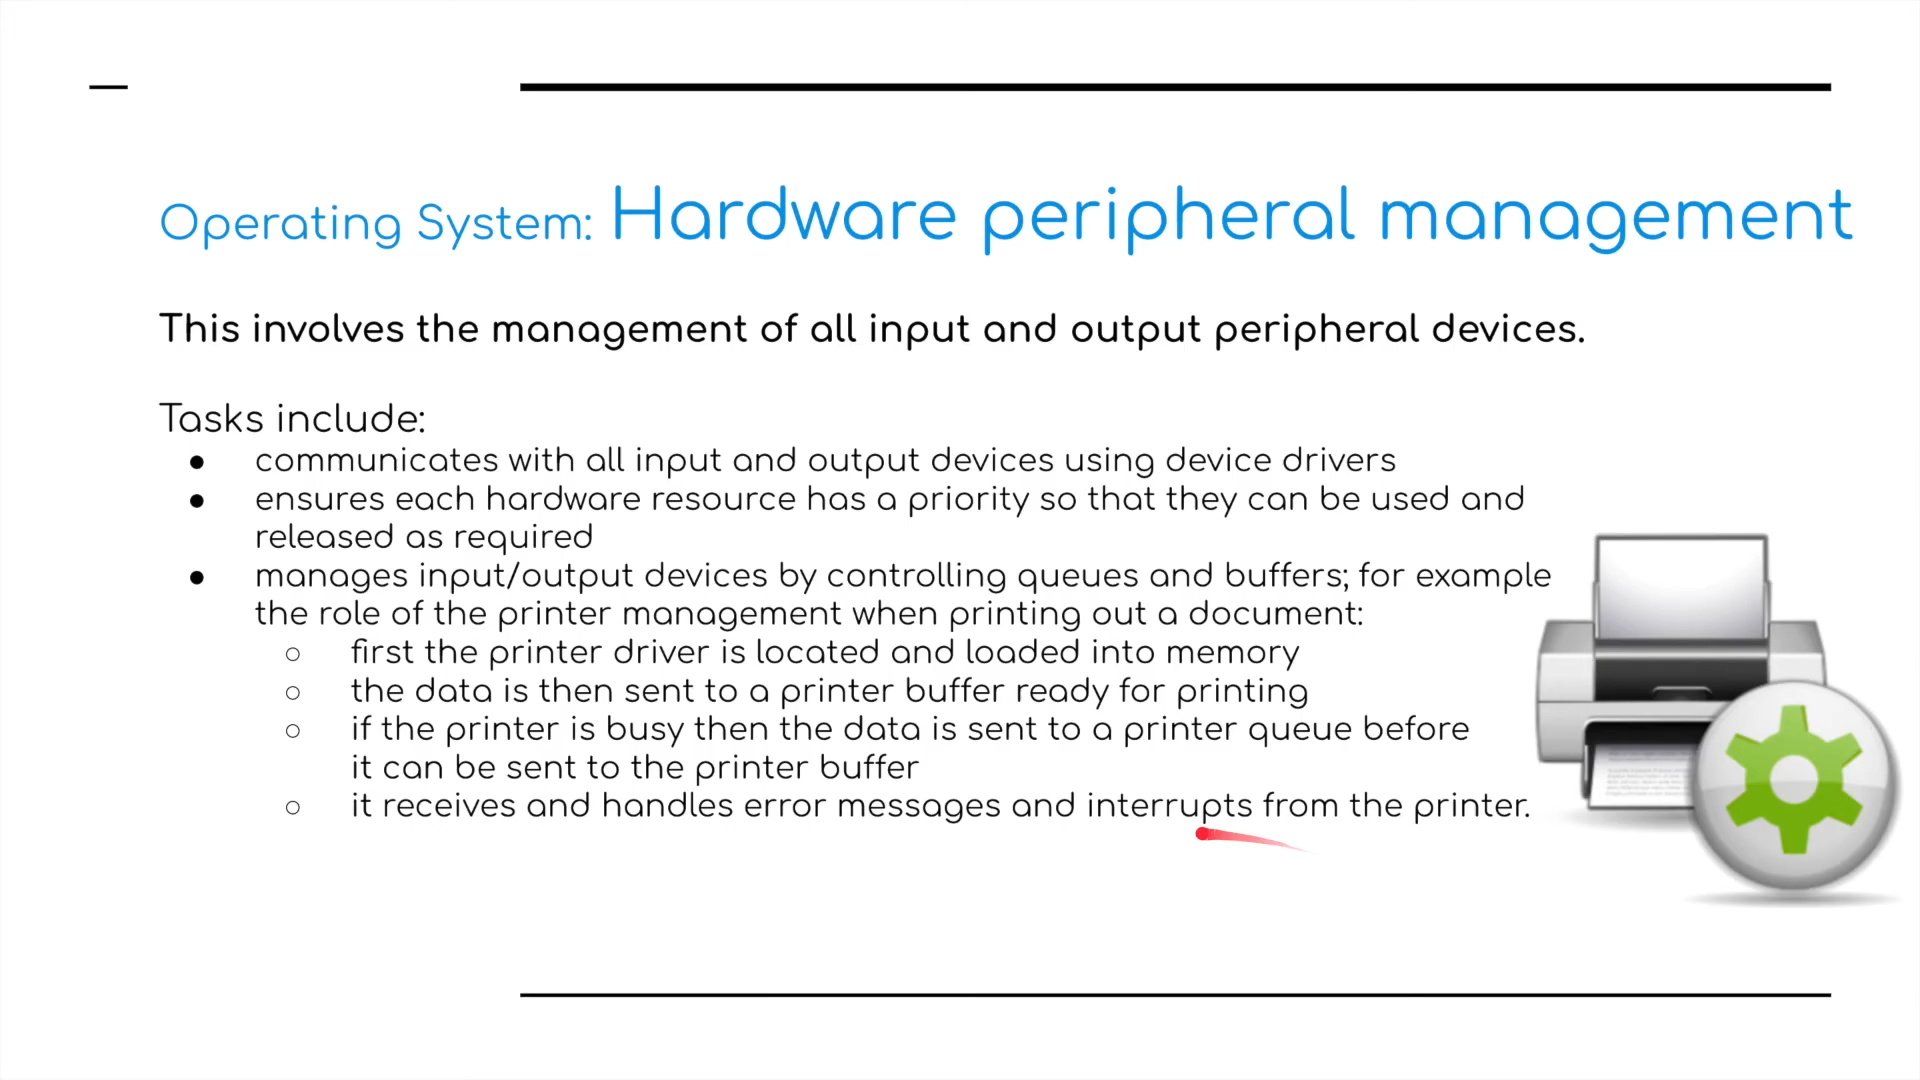 Operating System: Hardware peripheral management
This involves the management of all input and output peripheral devices.
Tasks include:
● communicates with all input and output devices using device drivers
● ensures each hardware resource has a priority so that they can be used and
released as required
● manages input/output devices by controlling queues and buffers; for example
the role of the printer management when printing out a document:
○ first the printer driver is located and loaded into memory
○ the data is then sent to a printer buffer ready for printing
○ if the printer is busy then the data is sent to a printer queue before
it can be sent to the printer buffer
○ it receives and handles error messages and interrupts from the printer.